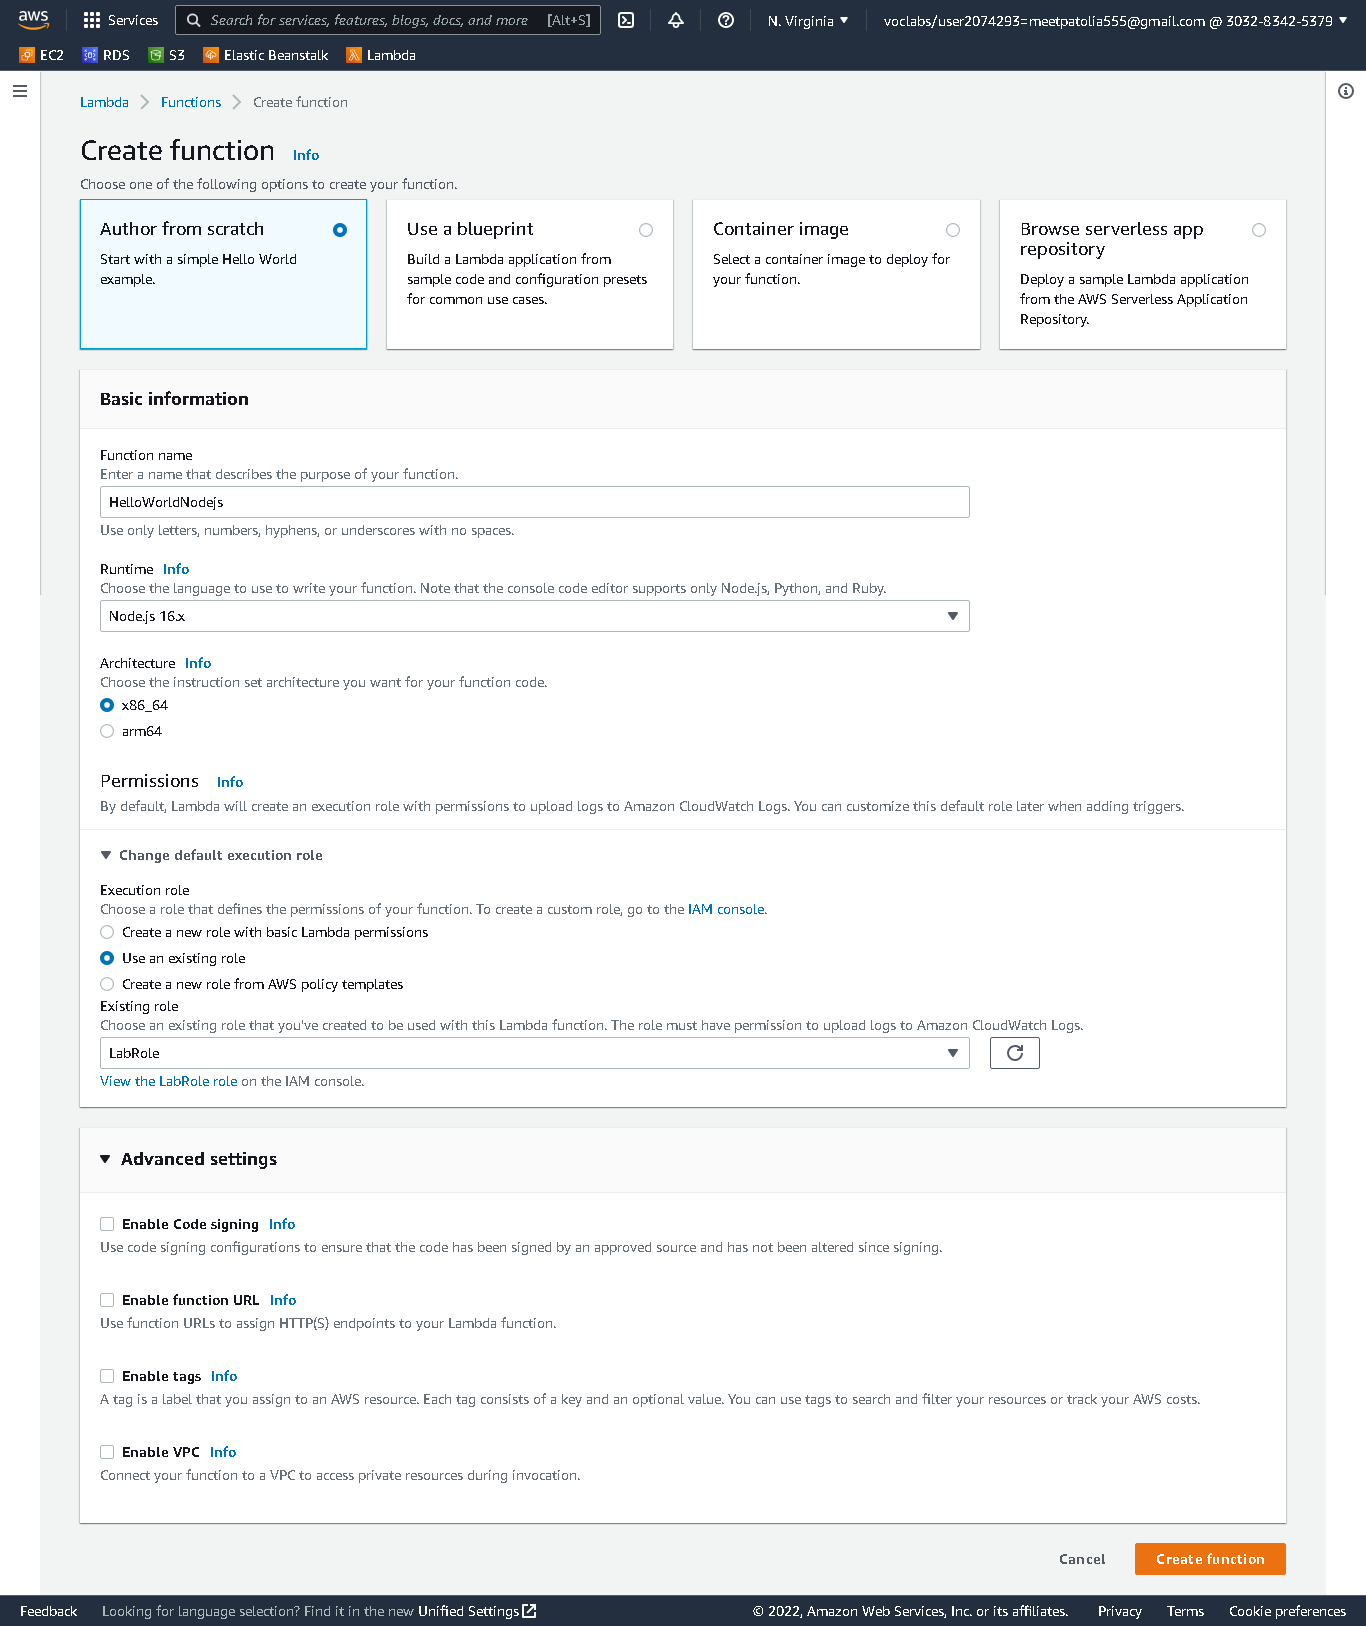 aws
Services
Search for services, features, blogs, docs, and more [Alt+S]
N. Virginia
voclabs/user2074293=meetpatolia555@gmail.com @ 3032-8342-5379
EC2
RDS
S3
Elastic Beanstalk
Lambda
Lambda
Functions
Create function
Create function Info
Choose one of the following options to create your function.
Author from scratch
Start with a simple Hello World
example.
Use a blueprint
Build a Lambda application from
sample code and configuration presets
for common use cases.
Container image
Select a container image to deploy for
your function.
Browse serverless app
repository
Deploy a sample Lambda application
from the AWS Serverless Application
Repository.
Basic information
Function name
Enter a name that describes the purpose of your function.
HelloWorldNodejs
Use only letters, numbers, hyphens, or underscores with no spaces.
Runtime Info
Choose the language to use to write your function. Note that the console code editor supports only Node.js, Python, and Ruby.
Node.js 16.x
Architecture Info
Choose the instruction set architecture you want for your function code.
x86_64
arm64
Permissions Info
By default, Lambda will create an execution role with permissions to upload logs to Amazon CloudWatch Logs. You can customize this default role later when adding triggers.
Change default execution role
Execution role
Choose a role that defines the permissions of your function. To create a custom role, go to the IAM console.
Create a new role with basic Lambda permissions
Use an existing role
Create a new role from AWS policy templates
Existing role
Choose an existing role that you've created to be used with this Lambda function. The role must have permission to upload logs to Amazon CloudWatch Logs.
LabRole
View the LabRole role on the IAM console.
Advanced settings
Enable Code signing Info
Use code signing configurations to ensure that the code has been signed by an approved source and has not been altered since signing.
Enable function URL Info
Use function URLs to assign HTTP(S) endpoints to your Lambda function.
Enable tags Info
A tag is a label that you assign to an AWS resource. Each tag consists of a key and an optional value. You can use tags to search and filter your resources or track your AWS costs.
Enable VPC Info
Connect your function to a VPC to access private resources during invocation.
Cancel
Create function
Feedback
Looking for language selection? Find it in the new Unified Settings
© 2022, Amazon Web Services, Inc. or its affiliates.
Privacy
Terms
Cookie preferences